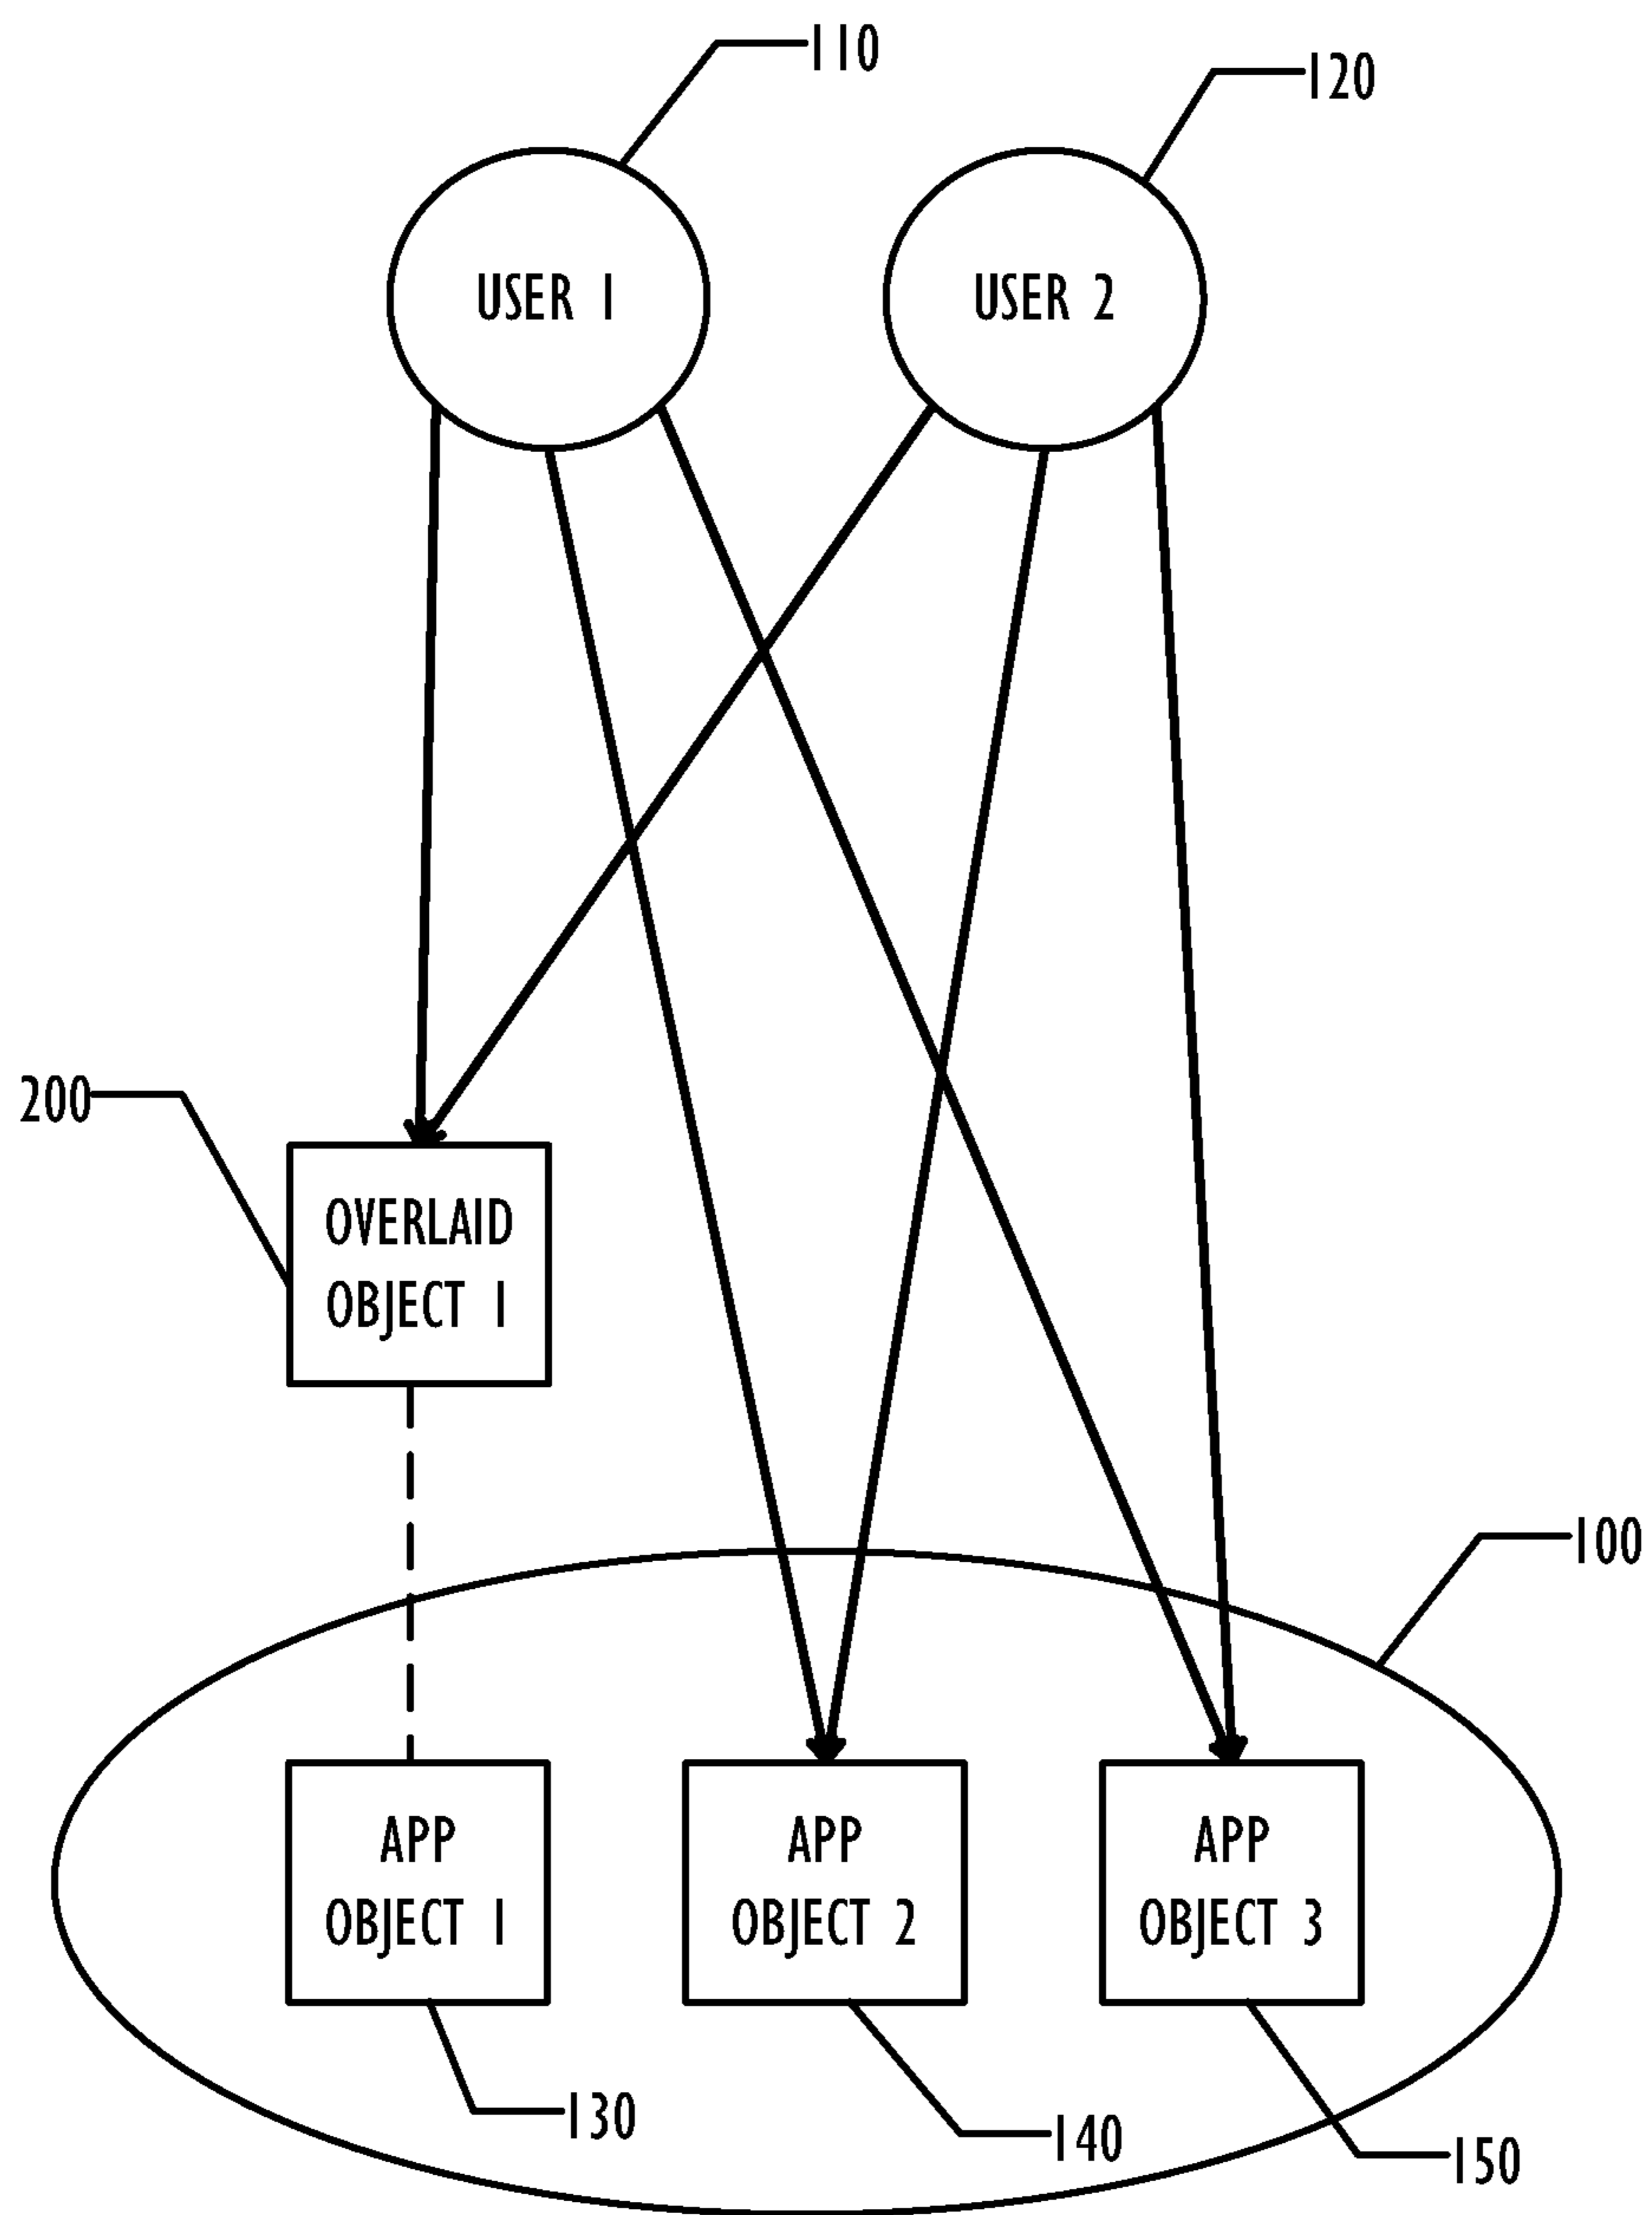 110
120
USER 1
USER 2
200
OVERLAID
OBJECT 1
100
APP
OBJECT 1
APP
OBJECT 2
APP
OBJECT 3
130
140
150